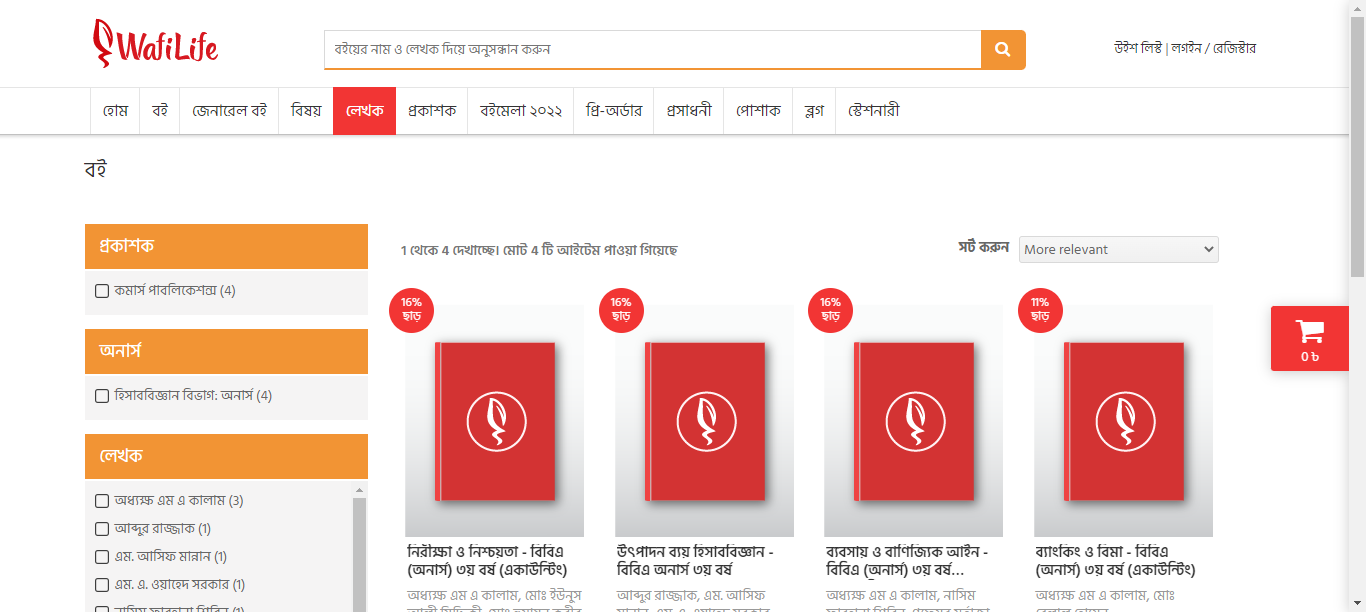 WafiLife
বইয়ের নাম ও লেখক দিয়ে অনুসন্ধান করুন
উইশ লিস্ট | লগইন / রেজিস্টার
হোম বই জেনারেল বই বিষয় লেখক প্রকাশক বইমেলা ২০২২ প্রি-অর্ডার প্রসাধনী পোশাক ব্লগ স্টেশনারী
বই
প্রকাশক
কমার্স পাবলিকেশন্স (4)
অনার্স
হিসাববিজ্ঞান বিভাগ: অনার্স (4)
লেখক
অধ্যক্ষ এম এ কালাম (3)
আব্দুর রাজ্জাক (1)
এম. আসিফ মান্নান (1)
এম. এ. ওয়াহেদ সরকার (1)
1 থেকে 4 দেখাচ্ছে। মোট 4 টি আইটেম পাওয়া গিয়েছে
সর্ট করুন More relevant
16%
ছাড়
নিরীক্ষা ও নিশ্চয়তা - বিবিএ
(অনার্স) ৩য় বর্ষ (একাউন্টিং)
অধ্যক্ষ এম এ কালাম, মোঃ ইউনুস
16%
ছাড়
উৎপাদন ব্যয় হিসাববিজ্ঞান -
বিবিএ অনার্স ৩য় বর্ষ
আব্দুর রাজ্জাক, এম. আসিফ
16%
ছাড়
ব্যবসায় ও বাণিজ্যিক আইন -
বিবিএ (অনার্স) ৩য় বর্ষ...
অধ্যক্ষ এম এ কালাম, নাসিম
11%
ছাড়
ব্যাংকিং ও বিমা - বিবিএ
(অনার্স) ৩য় বর্ষ (একাউন্টিং)
অধ্যক্ষ এম এ কালাম, মোঃ
0 ৳